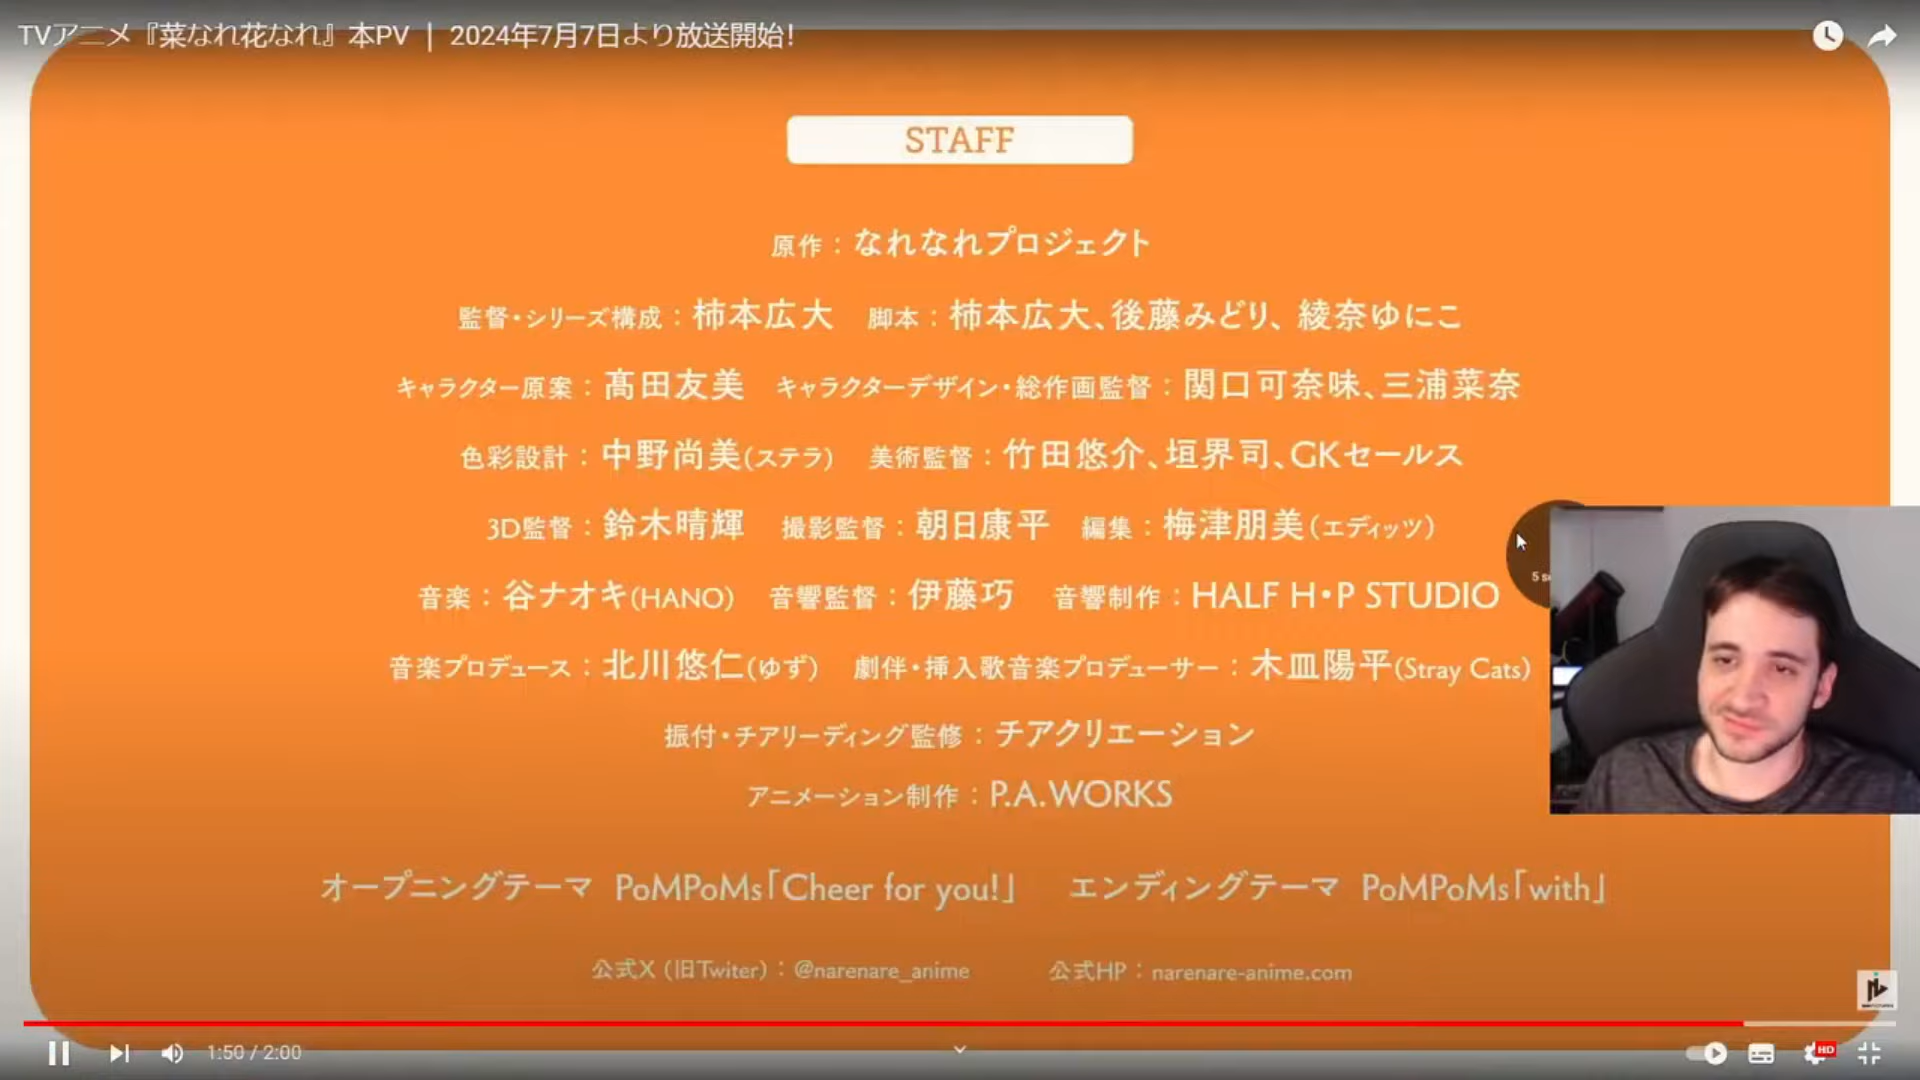 TVアニメ『菜なれ花なれ』本PV | 2024年7月7日より放送開始!
STAFF
原作：なれなれプロジェクト
監督・シリーズ構成：柿本広大 脚本：柿本広大、後藤みどり、綾奈ゆにこ
キャラクター原案：髙田友美 キャラクターデザイン・総作画監督：関口可奈味、三浦菜奈
色彩設計：中野尚美(ステラ) 美術監督：竹田悠介、垣界司、GKセールス
3D監督：鈴木晴輝 撮影監督：朝日康平 編集：梅津朋美(エディッツ)
5 s
音楽：谷ナオキ(HANO) 音響監督：伊藤巧 音響制作：HALF H・P STUDIO
音楽プロデュース：北川悠仁(ゆず) 劇伴・挿入歌音楽プロデューサー：木皿陽平(Stray Cats)
振付・チアリーディング監修：チアクリエーション
アニメーション制作：P.A.WORKS
オープニングテーマ PoMPoMs「Cheer for you!」 エンディングテーマ PoMPoMs「with」
公式X (旧Twiter)：@narenare_anime 公式HP：narenare-anime.com
1:50 / 2:00
HD